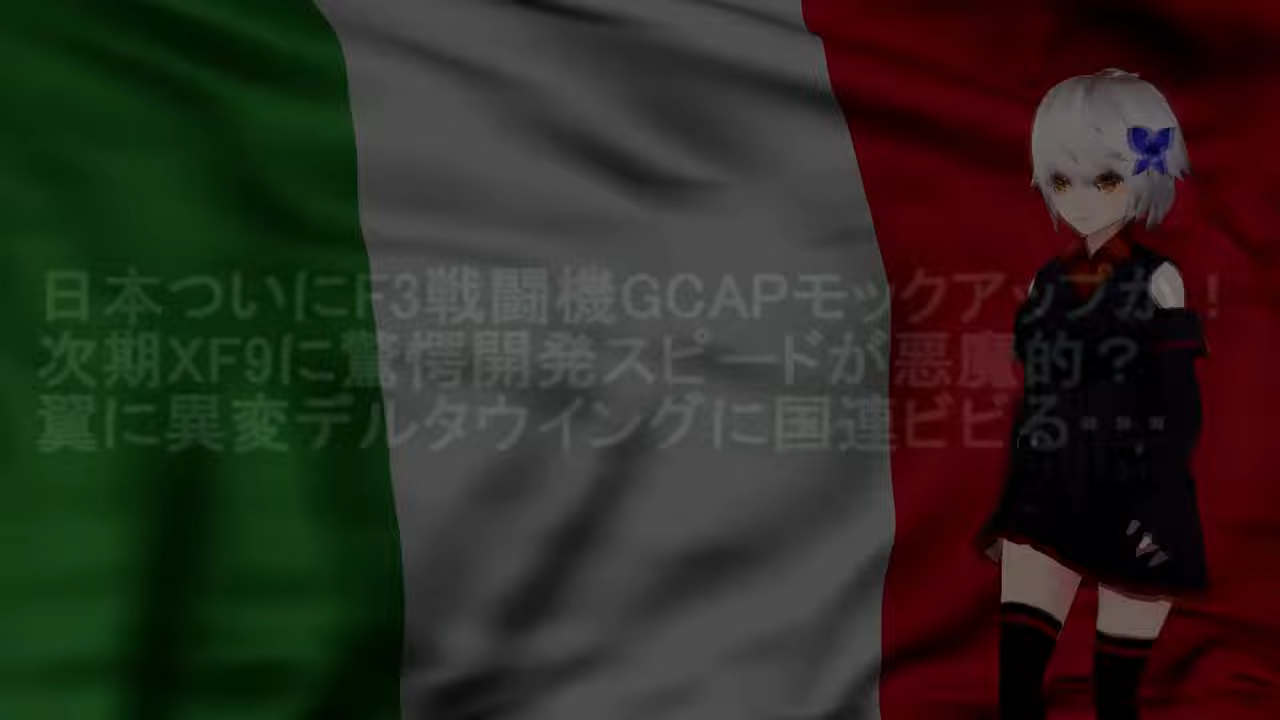 日本ついにF3戦闘機GCAPモックアップが！
次期XF9に驚愕開発スピードが悪魔的？
翼に異変デルタウイングに国連ビビる…